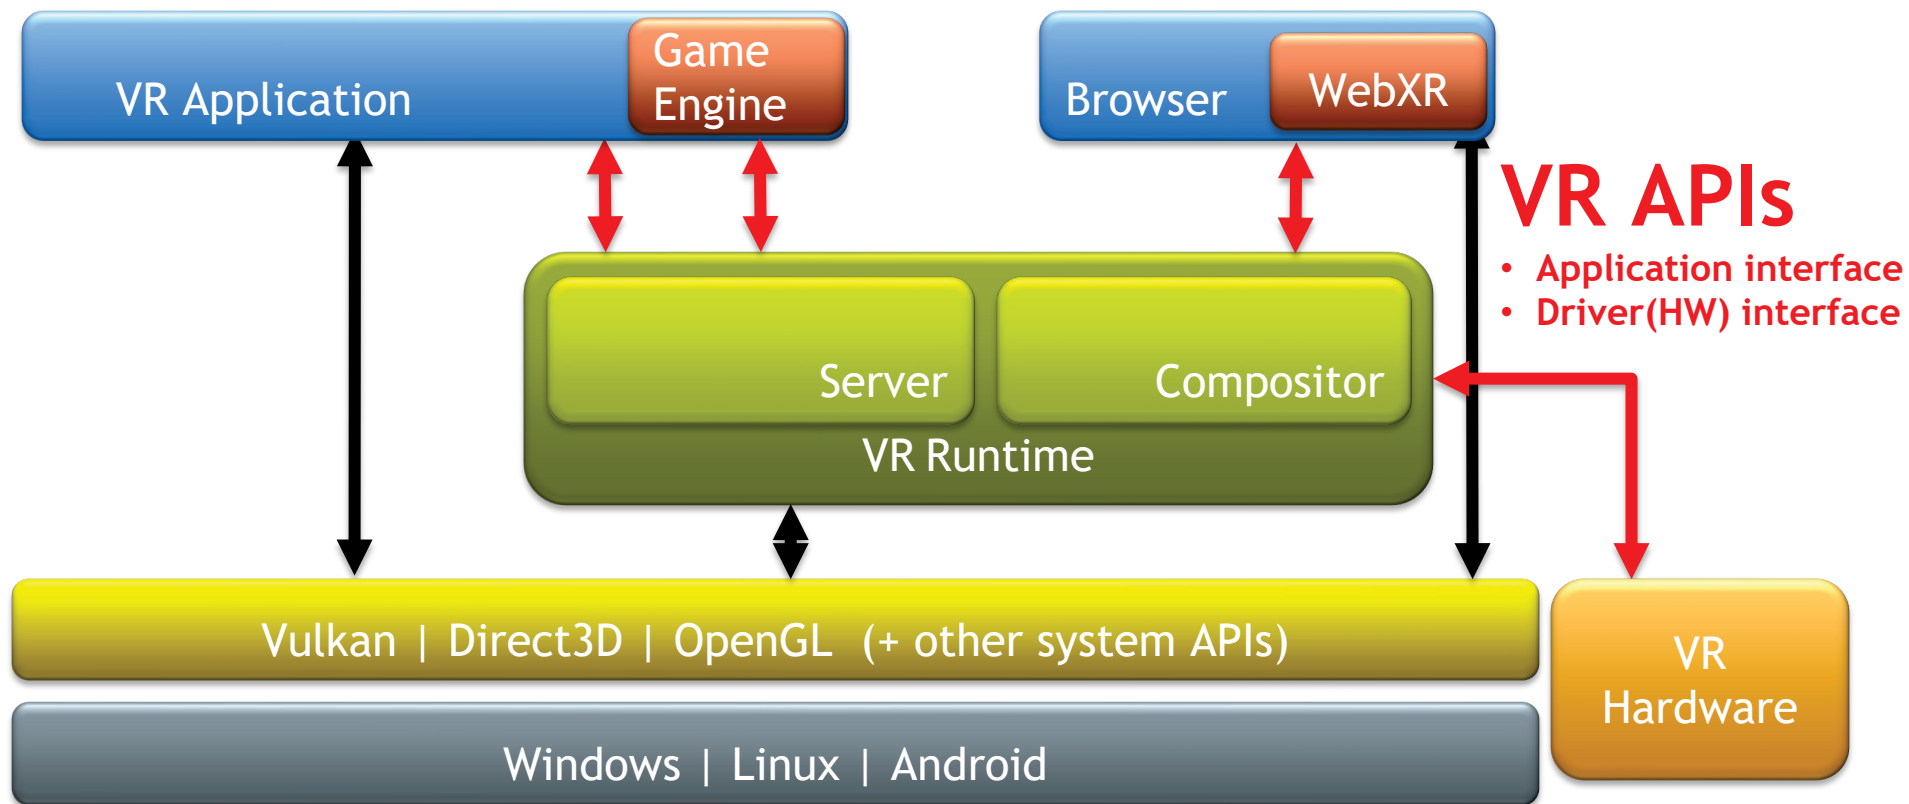 VR Application
Game
Engine
Browser
WebXR
VR APIs
• Application interface
• Driver(HW) interface
Server
Compositor
VR Runtime
Vulkan | Direct3D | OpenGL (+ other system APIs)
VR
Hardware
Windows | Linux | Android